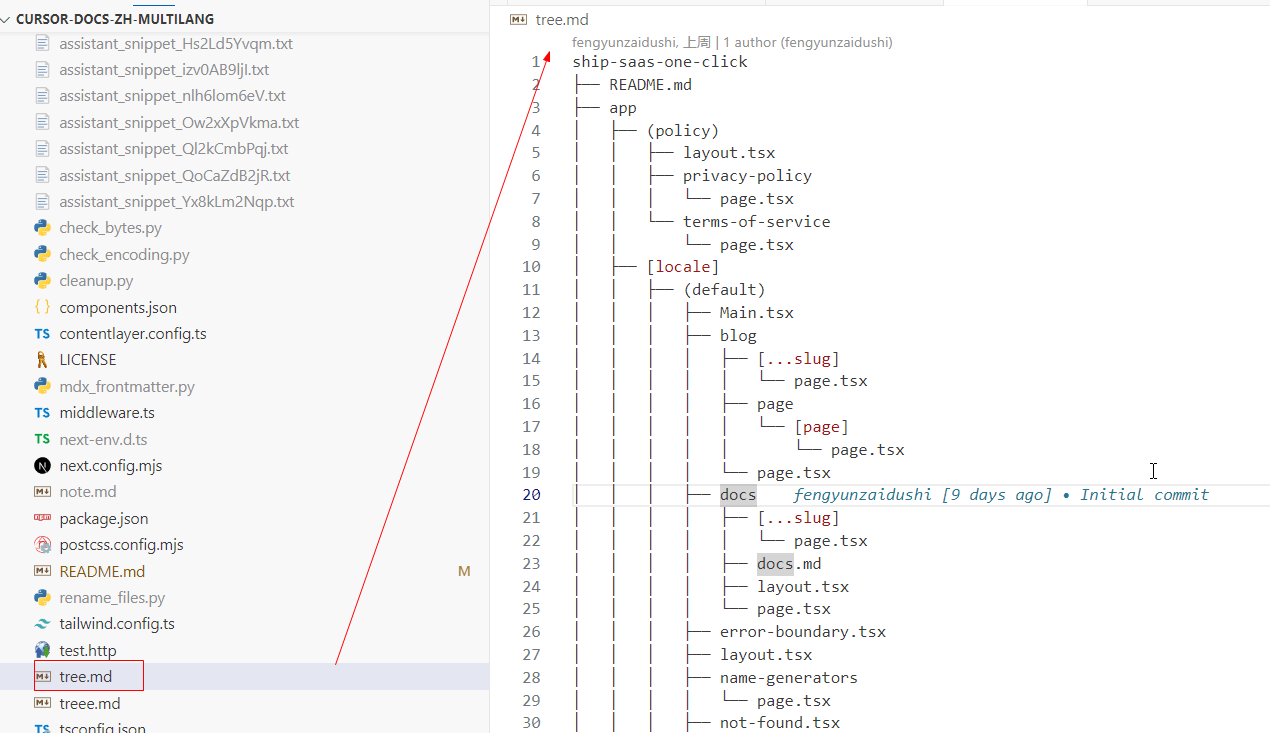 CURSOR-DOCS-ZH-MULTILANG
assistant_snippet_Hs2Ld5Yvqm.txt
assistant_snippet_izv0AB9ljI.txt
assistant_snippet_nlh6lom6eV.txt
assistant_snippet_Ow2xXpVkma.txt
assistant_snippet_Ql2kCmbPqj.txt
assistant_snippet_QoCaZdB2jR.txt
assistant_snippet_Yx8kLm2Nqp.txt
check_bytes.py
check_encoding.py
cleanup.py
components.json
contentlayer.config.ts
LICENSE
mdx_frontmatter.py
middleware.ts
next-env.d.ts
next.config.mjs
note.md
package.json
postcss.config.mjs
README.md M
rename_files.py
tailwind.config.ts
test.http
tree.md
treee.md
tsconfig.json
tree.md
fengyunzaidushi, 上周 | 1 author (fengyunzaidushi)
1 ship-saas-one-click
2 ├── README.md
3 ├── app
4 │   ├── (policy)
5 │   │   ├── layout.tsx
6 │   │   ├── privacy-policy
7 │   │   │   └── page.tsx
8 │   │   └── terms-of-service
9 │   │       └── page.tsx
10 │   ├── [locale]
11 │   │   ├── (default)
12 │   │   │   ├── Main.tsx
13 │   │   │   ├── blog
14 │   │   │   │   ├── [...slug]
15 │   │   │   │   │   └── page.tsx
16 │   │   │   │   ├── page
17 │   │   │   │   │   └── [page]
18 │   │   │   │   │       └── page.tsx
19 │   │   │   │   └── page.tsx
20 │   │   │   ├── docs fengyunzaidushi [9 days ago] • Initial commit
21 │   │   │   │   ├── [...slug]
22 │   │   │   │   │   └── page.tsx
23 │   │   │   │   ├── docs.md
24 │   │   │   │   ├── layout.tsx
25 │   │   │   │   └── page.tsx
26 │   │   │   ├── error-boundary.tsx
27 │   │   │   ├── layout.tsx
28 │   │   │   ├── name-generators
29 │   │   │   │   └── page.tsx
30 │   │   │   ├── not-found.tsx